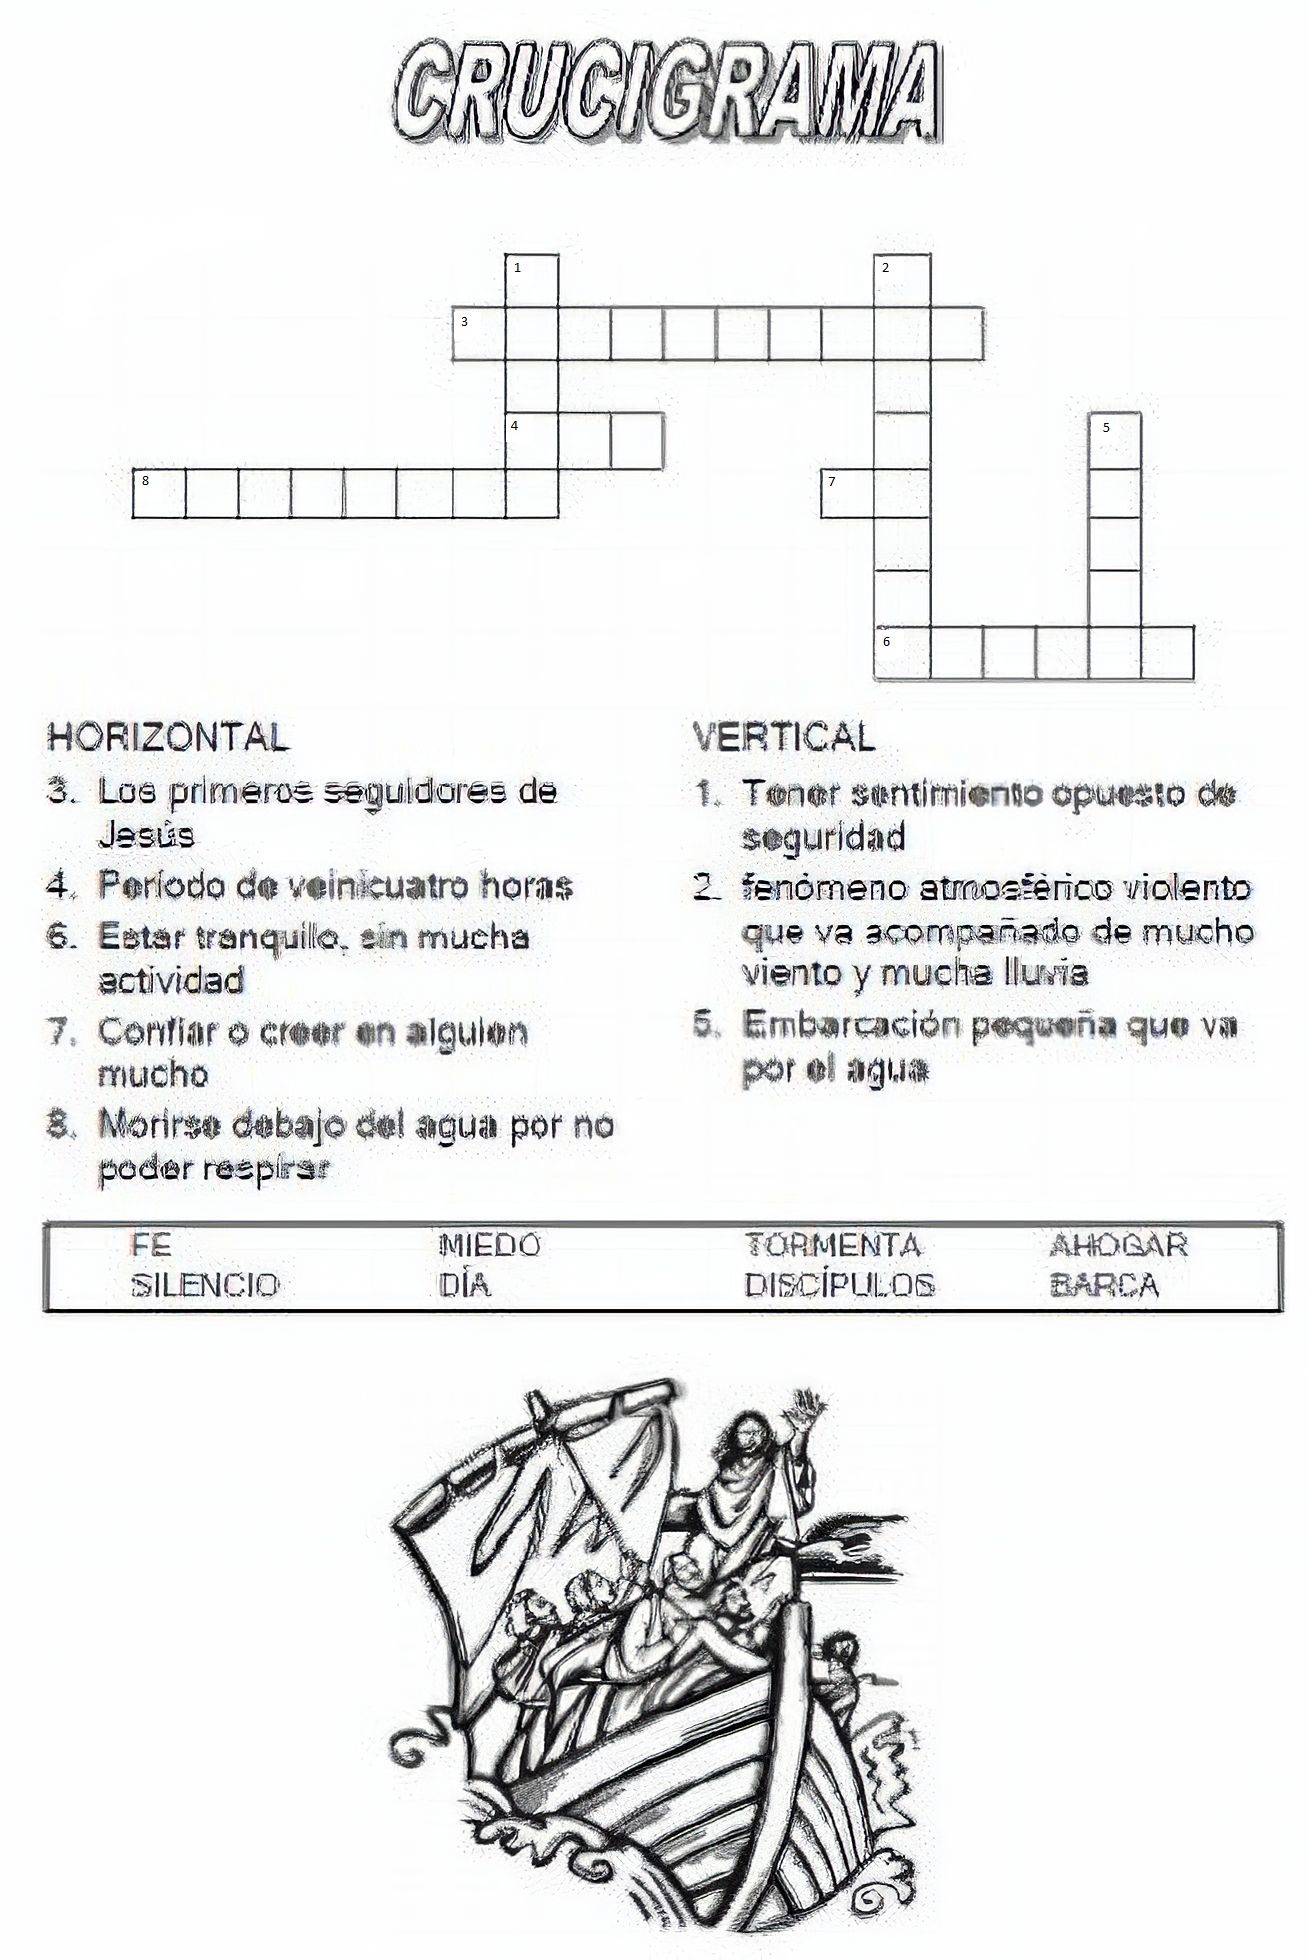 CRUCIGRAMA
1
2
3
4
5
8
7
6
HORIZONTAL
3. Los primeros seguidores de
Jesús
4. Período de veinicuatro horas
6. Estar tranquilo, sin mucha
actividad
7. Confiar o creer en alguien
mucho
8. Morirse debajo del agua por no
poder respirar
VERTICAL
1. Tener sentimiento opuesto de
seguridad
2. fenómeno atmosférico violento
que va acompañado de mucho
viento y mucha lluvia
5. Embarcación pequeña que va
por el agua
FE MIEDO TORMENTA AHOGAR
SILENCIO DÍA DISCÍPULOS BARCA